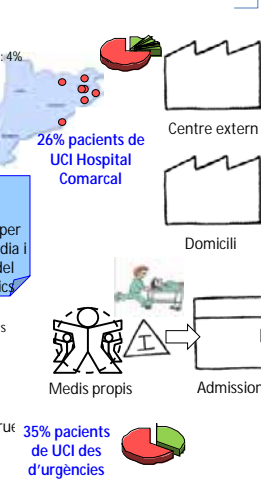 : 4%
Centre extern
26% pacients de
UCI Hospital
Comarcal
per
dia i
del
Domicili
I
Medis propis
Admission
35% pacients
de UCI des
d'urgències